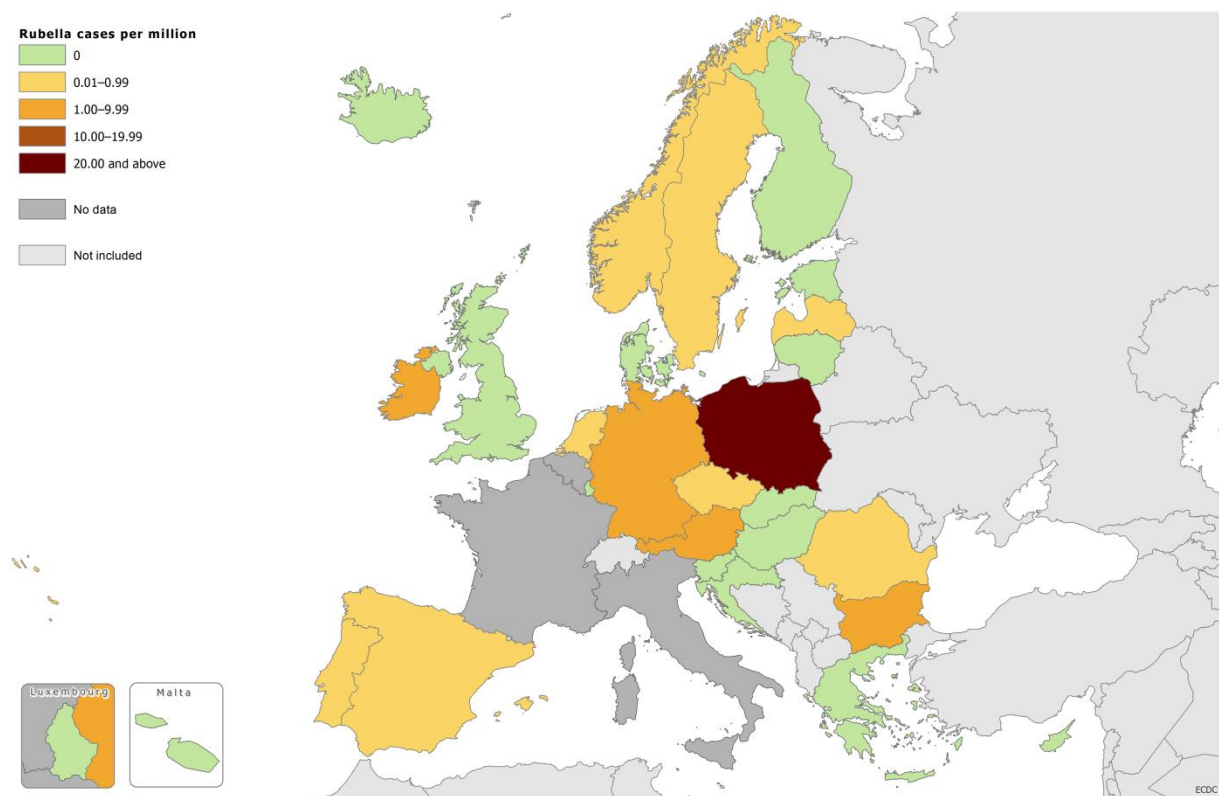 Rubella cases per million
0
0.01–0.99
1.00–9.99
10.00–19.99
20.00 and above
No data
Not included
Luxembourg
Malta
ECDC